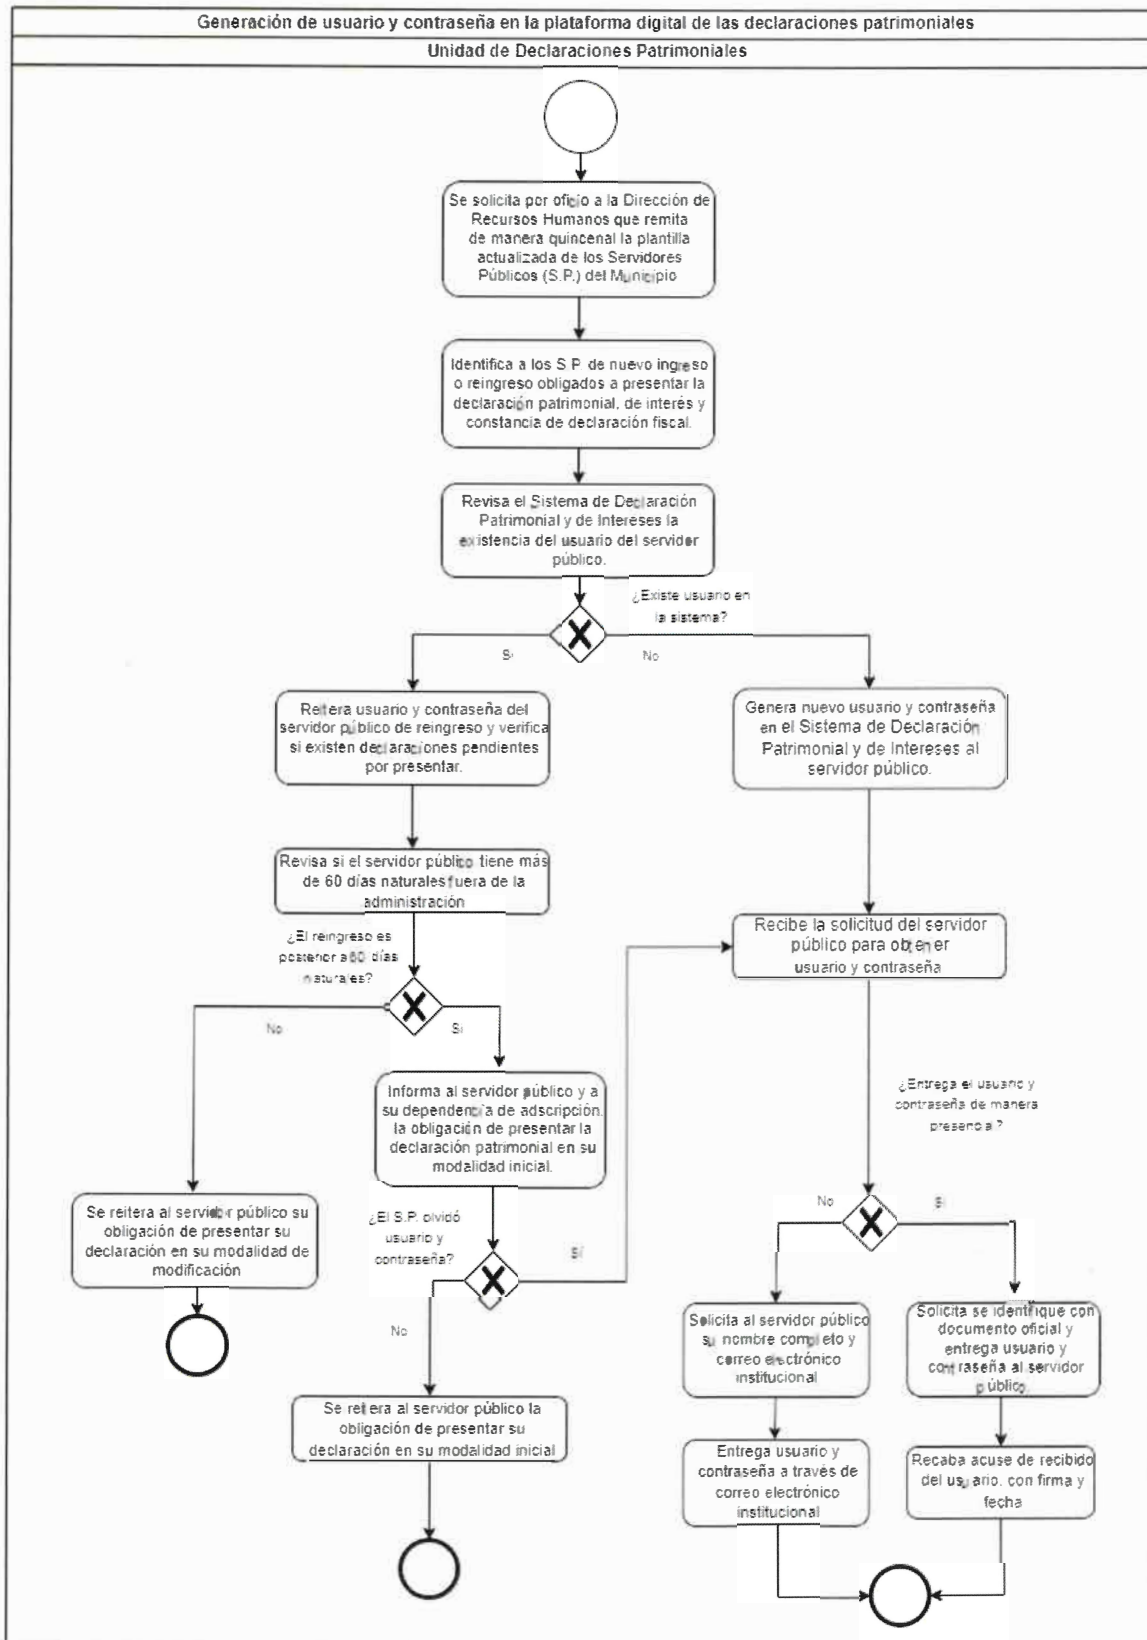 Generación de usuario y contraseña en la plataforma digital de las declaraciones patrimoniales
Unidad de Declaraciones Patrimoniales
Se solicita por oficio a la Dirección de
Recursos Humanos que remita
de manera quincenal la plantilla
actualizada de los Servidores
Públicos (S.P.) del Municipio
Identifica a los S.P. de nuevo ingreso
o reingreso obligados a presentar la
declaración patrimonial, de interés y
constancia de declaración fiscal.
Revisa el Sistema de Declaración
Patrimonial y de Intereses la
existencia del usuario del servidor
público.
¿Existe usuario en
la sistema?
Si
No
Reitera usuario y contraseña del
servidor público de reingreso y verifica
si existen declaraciones pendientes
por presentar.
Genera nuevo usuario y contraseña
en el Sistema de Declaración
Patrimonial y de Intereses al
servidor público.
Revisa si el servidor público tiene más
de 60 días naturales fuera de la
administración
¿El reingreso es
posterior a 60 días
naturales?
No
Si
Recibe la solicitud del servidor
público para obtener
usuario y contraseña
Informa al servidor público y a
su dependencia de adscripción,
la obligación de presentar la
declaración patrimonial en su
modalidad inicial.
¿Entrega el usuario y
contraseña de manera
presencial?
Se reitera al servidor público su
obligación de presentar su
declaración en su modalidad de
modificación
¿El S.P. olvidó
usuario y
contraseña?
Sí
No
No
Si
Solicita al servidor público
su nombre completo y
correo electrónico
institucional
Solicita se identifique con
documento oficial y
entrega usuario y
contraseña al servidor
público.
Se reitera al servidor público la
obligación de presentar su
declaración en su modalidad inicial
Entrega usuario y
contraseña a través de
correo electrónico
institucional
Recaba acuse de recibido
del usuario, con firma y
fecha